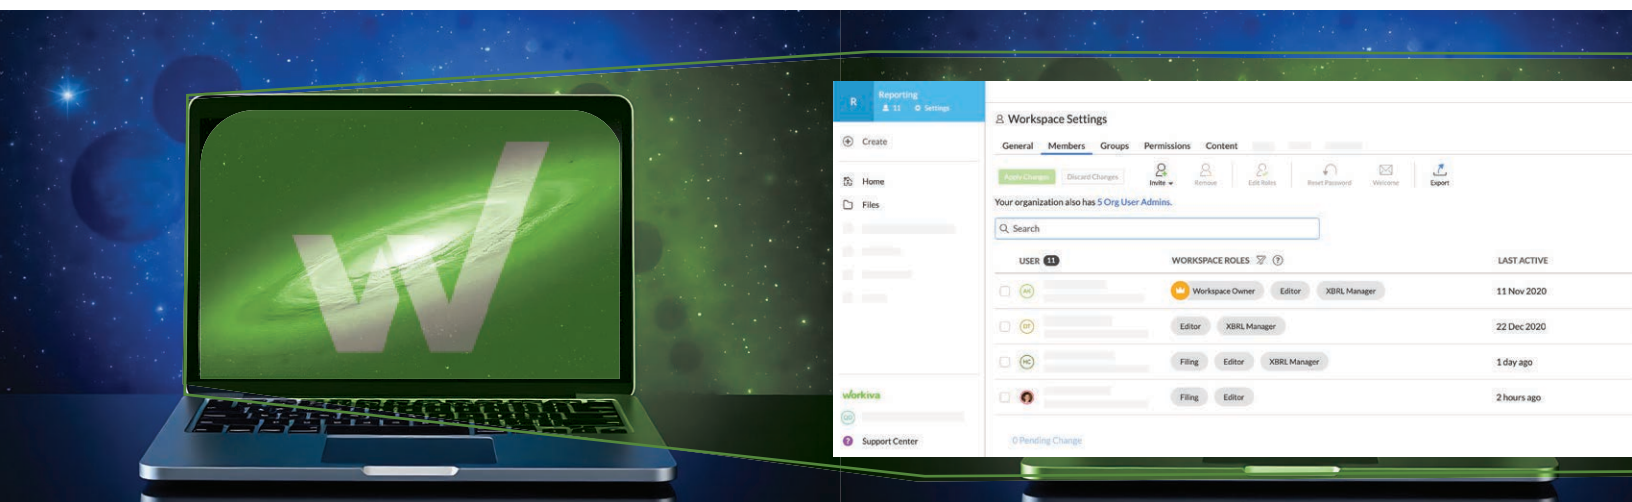 W
R
Reporting
11 Settings
Create
Home
Files
workiva
Support Center
Workspace Settings
General Members Groups Permissions Content
Apply Changes Discard Changes Invite Remove Edit Roles Reset Password Welcome Export
Your organization also has 5 Org User Admins.
Search
USER 11 WORKSPACE ROLES ? LAST ACTIVE
Workspace Owner Editor XBRL Manager 11 Nov 2020
Editor XBRL Manager 22 Dec 2020
HC Filing Editor XBRL Manager 1 day ago
Filing Editor 2 hours ago
0 Pending Change